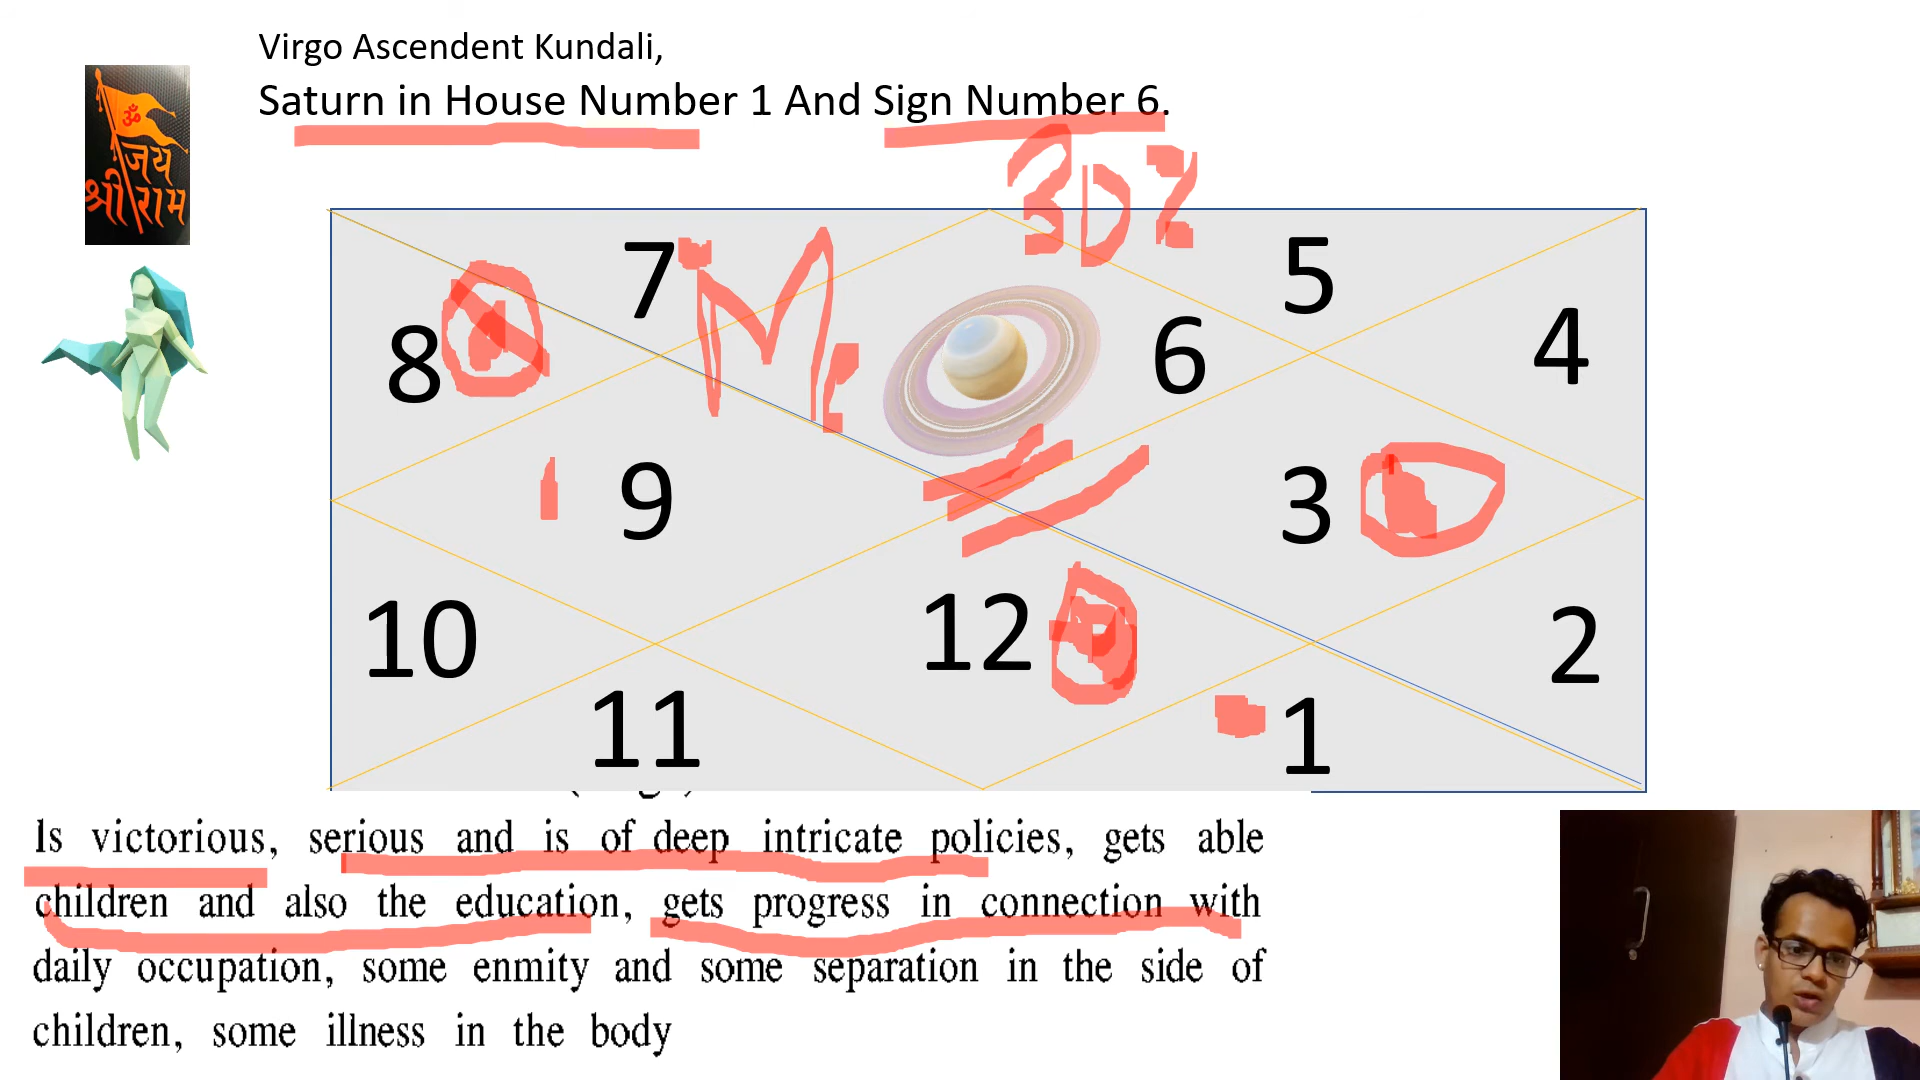 Virgo Ascendent Kundali,
Saturn in House Number 1 And Sign Number 6.
ॐ
जय
श्री राम
30%
7
5
8
M
6
4
9
3
10
12
2
11
1
Is victorious, serious and is of deep intricate policies, gets able
children and also the education, gets progress in connection with
daily occupation, some enmity and some separation in the side of
children, some illness in the body